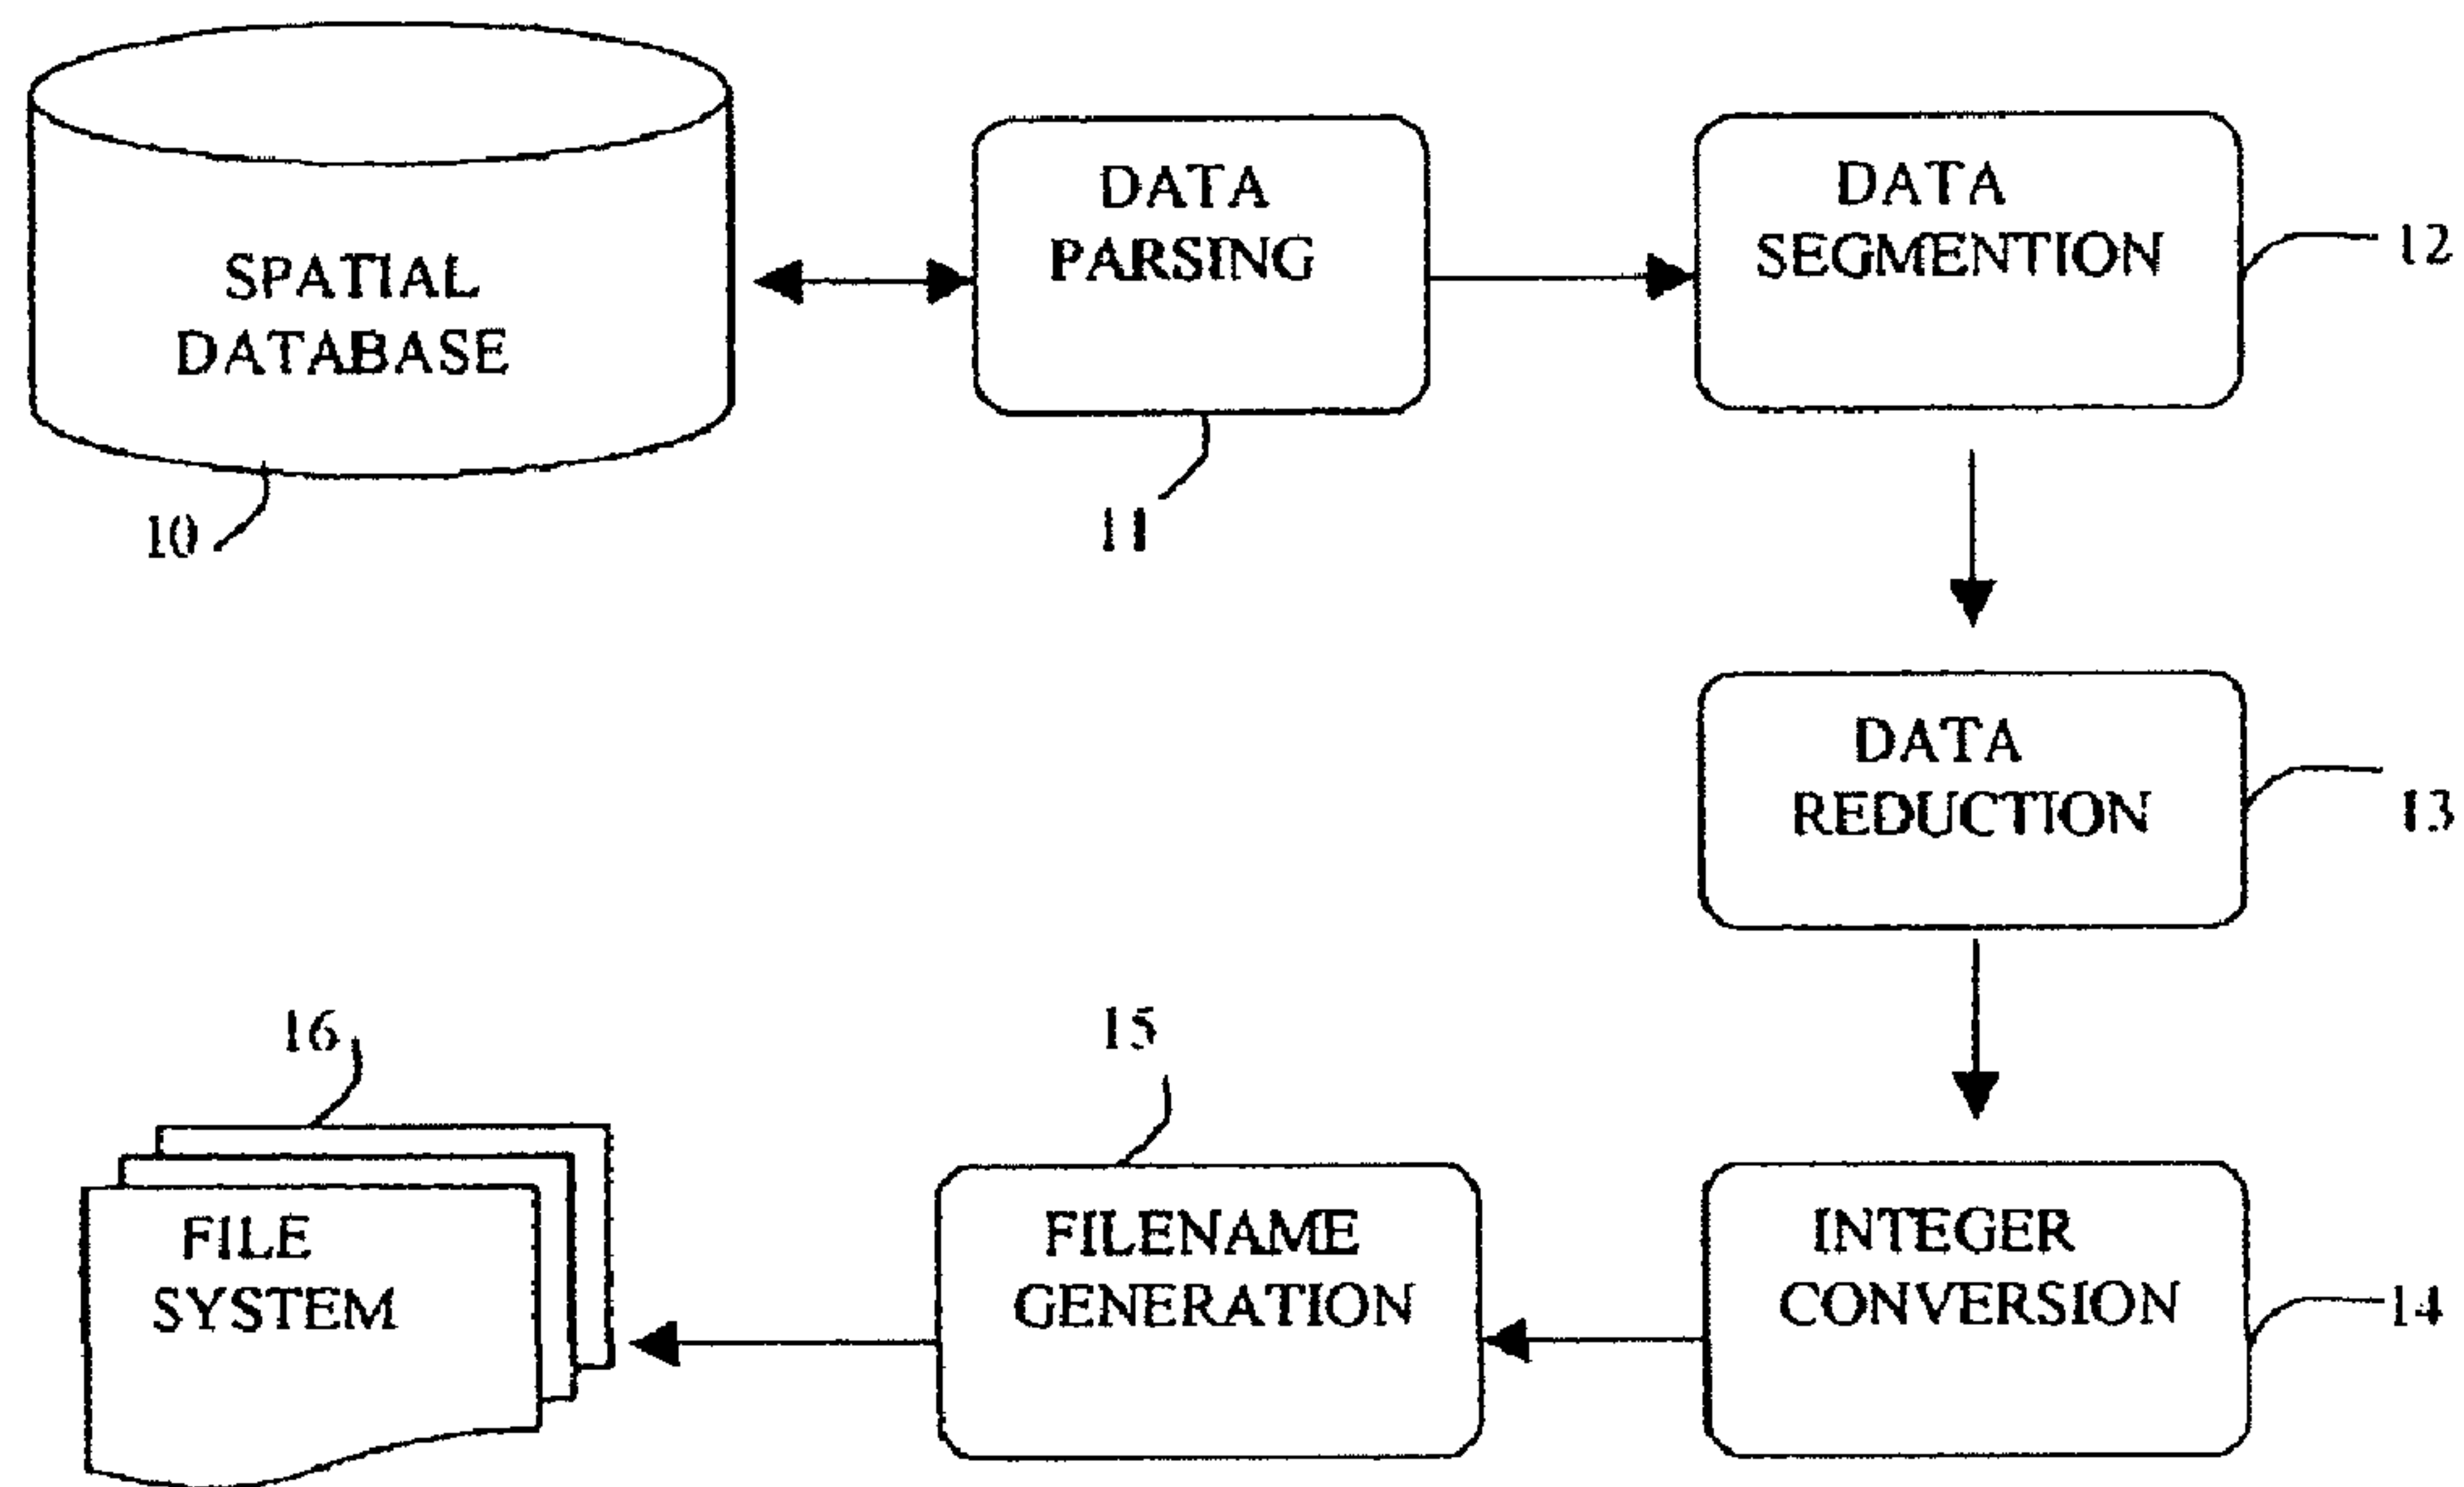 SPATIAL
DATABASE
10
DATA
PARSING
11
DATA
SEGMENTION
12
DATA
REDUCTION
13
INTEGER
CONVERSION
14
15
FILENAME
GENERATION
16
FILE
SYSTEM